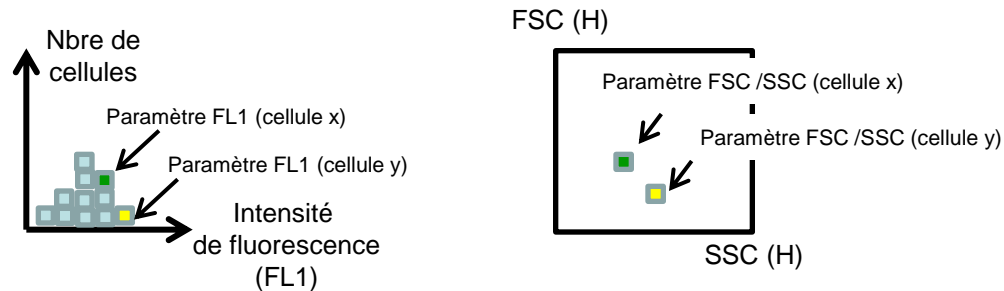 Nbre de
cellules
Paramètre FL1 (cellule x)
Paramètre FL1 (cellule y)
Intensité
de fluorescence
(FL1)
FSC (H)
Paramètre FSC /SSC (cellule x)
Paramètre FSC /SSC (cellule y)
SSC (H)